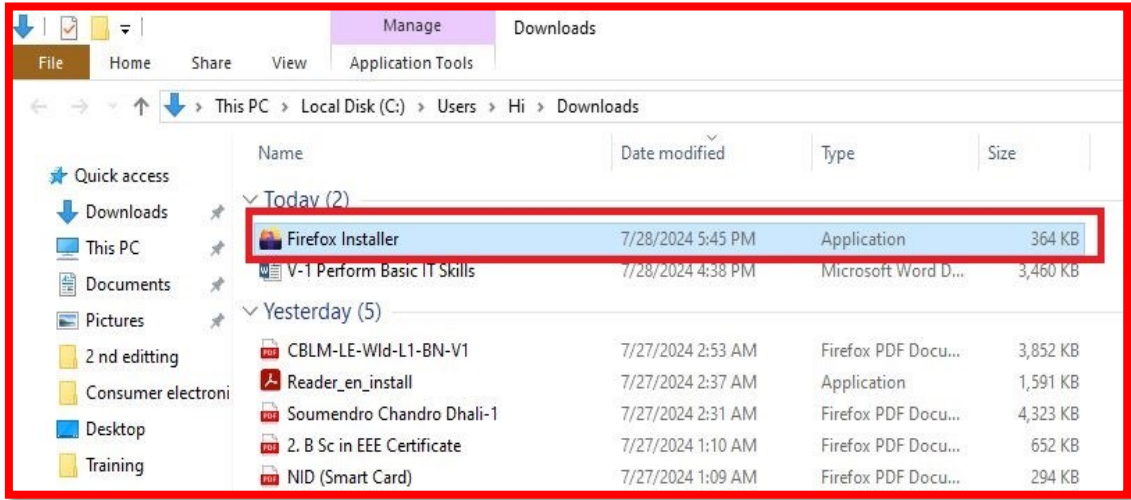 Manage Downloads
File Home Share View Application Tools
This PC > Local Disk (C:) > Users > Hi > Downloads
Name Date modified Type Size
Quick access
Downloads
This PC
Documents
Pictures
2 nd editting
Consumer electroni
Desktop
Training
Today (2)
Firefox Installer 7/28/2024 5:45 PM Application 364 KB
V-1 Perform Basic IT Skills 7/28/2024 4:38 PM Microsoft Word D... 3,460 KB
Yesterday (5)
CBLM-LE-Wld-L1-BN-V1 7/27/2024 2:53 AM Firefox PDF Docu... 3,852 KB
Reader_en_install 7/27/2024 2:37 AM Application 1,591 KB
Soumendro Chandro Dhali-1 7/27/2024 2:31 AM Firefox PDF Docu... 4,323 KB
2. B Sc in EEE Certificate 7/27/2024 1:10 AM Firefox PDF Docu... 652 KB
NID (Smart Card) 7/27/2024 1:09 AM Firefox PDF Docu... 294 KB